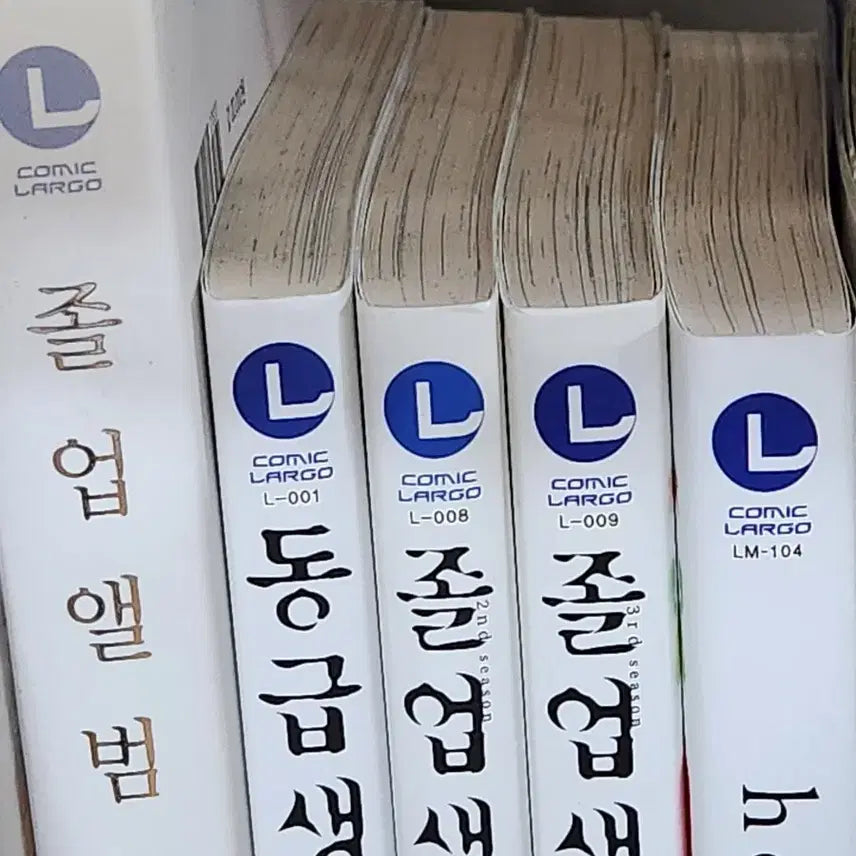 L
COMIC
LARGO
졸업앨범
L
COMIC
LARGO
L-001
동급
L
COMIC
LARGO
L-008
졸업
2nd season
L
COMIC
LARGO
L-009
졸업
3rd season
L
COMIC
LARGO
LM-104
h